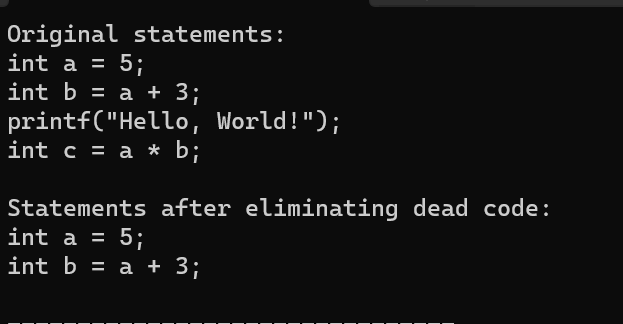 Original statements:
int a = 5;
int b = a + 3;
printf("Hello, World!");
int c = a * b;

Statements after eliminating dead code:
int a = 5;
int b = a + 3;

--------------------------------